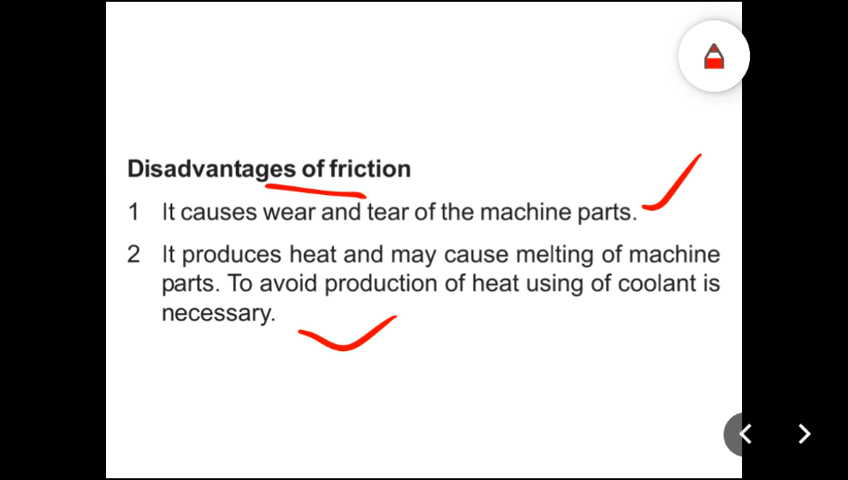 Disadvantages of friction
1 It causes wear and tear of the machine parts.
2 It produces heat and may cause melting of machine
parts. To avoid production of heat using of coolant is
necessary.